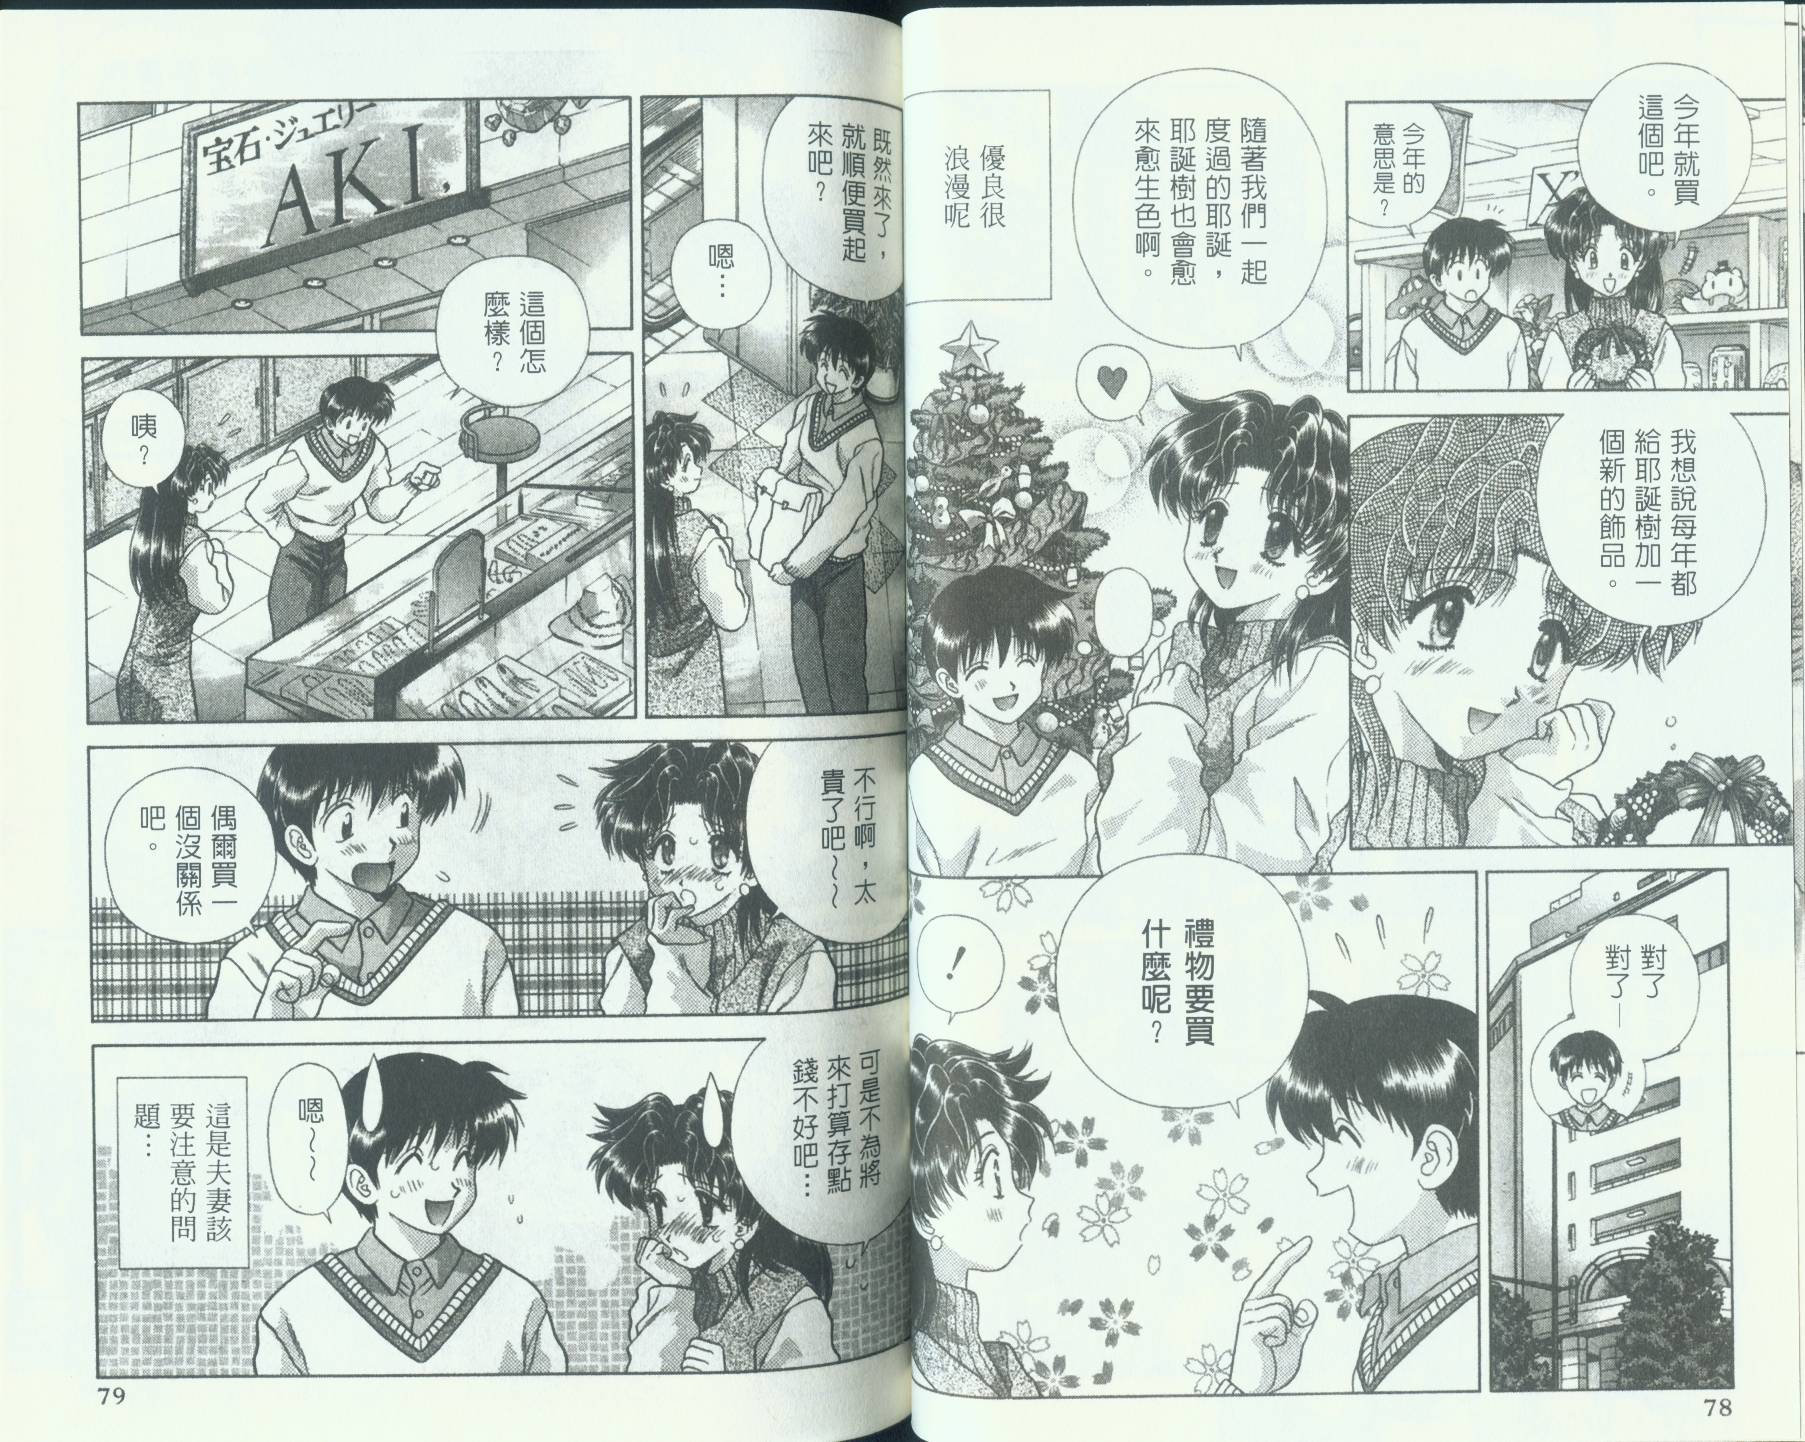 今年就買
這個吧。
今年的
意思是？
X'
我想說每年都
給耶誕樹加一
個新的飾品。
隨著我們一起
度過的耶誕，
耶誕樹也會愈
來愈生色啊。
優良很
浪漫呢
對了
對了—
禮物要買
什麼呢？
！
78
既然來了，
就順便買起
來吧？
嗯…
宝石・ジュエリー
AKI,
這個怎
麼樣？
咦？
不行啊，太
貴了吧～～
偶爾買一
個沒關係
吧。
可是不為將
來打算存點
錢不好吧…
嗯～～
這是夫妻該
要注意的問
題…
79